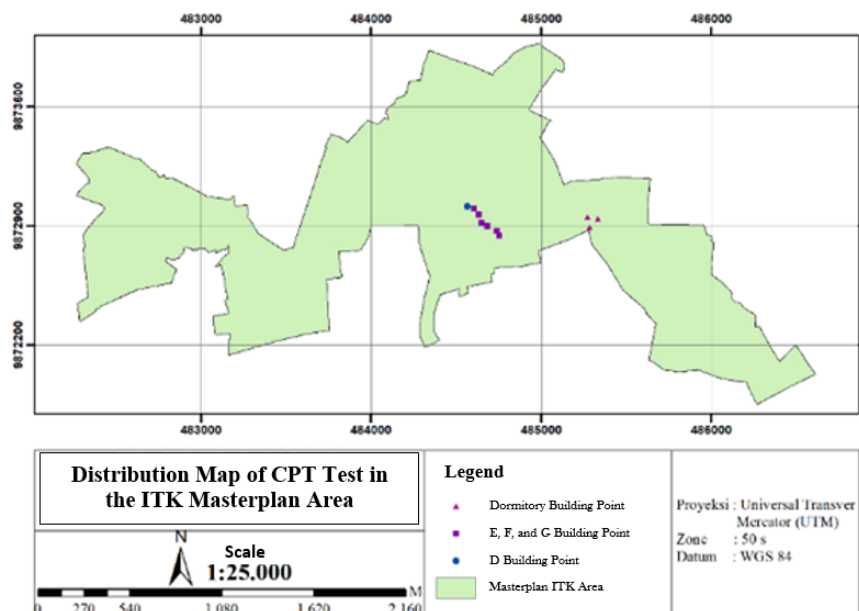 483000 484000 485000 486000
9873600
9872900
9872200
483000 484000 485000 486000
Distribution Map of CPT Test in
the ITK Masterplan Area
N
Scale
1:25.000
M
0 270 540 1.080 1.620 2.160
Legend
Dormitory Building Point
E, F, and G Building Point
D Building Point
Masterplan ITK Area
Proyeksi : Universal Transver
Mercator (UTM)
Zone : 50 s
Datum : WGS 84